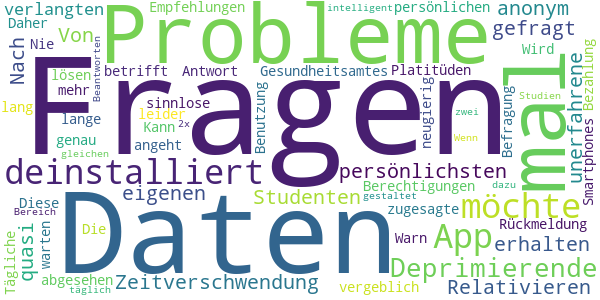 verlangten
Empfehlungen
intelligent
persönlichen
anonym
Daher
Von
Probleme
gefragt
Nach
Nie
Fragen
mal
Wird
unerfahrene
Bezahlung
lösen
betrifft
Antwort
Gesundheitsamtes
Platitüden
Beantworten
mehr
sinnlose
neugierig
Studien
lang
lange
leider
Kann
2x
Benutzung
zwei
Befragung
genau
angeht
Wenn
Smartphones
gleichen
deinstalliert
persönlichsten
dazu
Tägliche
quasi
eigenen
Daten
Studenten
Berechtigungen
möchte
gestaltet
Diese
Bereich
zugesagte
Warten
Die
Warn
App
Rückmeldung
erhalten
abgesehen
Deprimierende
täglich
Zeitverschwendung
vergeblich
Relativieren